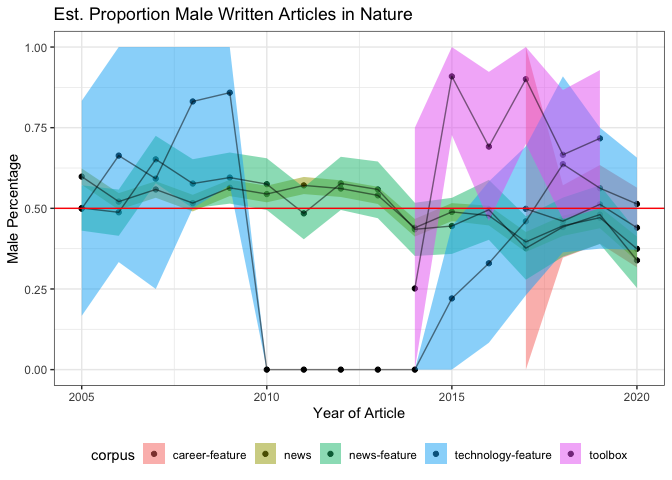 Est. Proportion Male Written Articles in Nature
Male Percentage
1.00
0.75
0.50
0.25
0.00
2005 2010 2015 2020
Year of Article
corpus career-feature news news-feature technology-feature toolbox